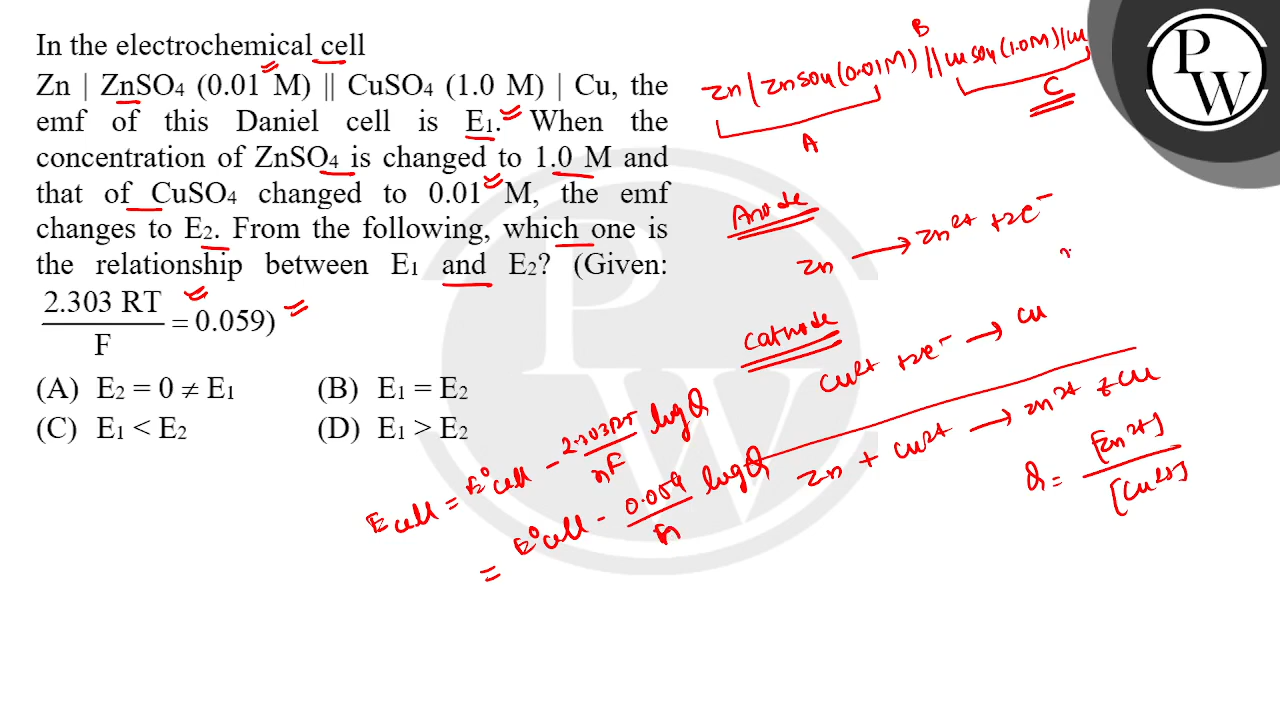 In the electrochemical cell
Zn | ZnSO4 (0.01 M) || CuSO4 (1.0 M) | Cu, the
emf of this Daniel cell is E1. When the
concentration of ZnSO4 is changed to 1.0 M and
that of CuSO4 changed to 0.01 M, the emf
changes to E2. From the following, which one is
the relationship between E1 and E2? (Given:
2.303 RT
F
= 0.059)
(A) E2 = 0 ≠ E1
(B) E1 = E2
(C) E1 < E2
(D) E1 > E2
B
Zn | ZnSO4 (0.01M) || CuSO4 (1.0M) | Cu
A
C
Anode
Zn → Zn2+ + 2e-
Cathode
Cu2+ + 2e- → Cu
Zn + Cu2+ → Zn2+ + Cu
Q = [Zn2+] / [Cu2+]
Ecell = E°cell - 2.303RT / nF log Q
= E°cell - 0.059 / n log Q
PW